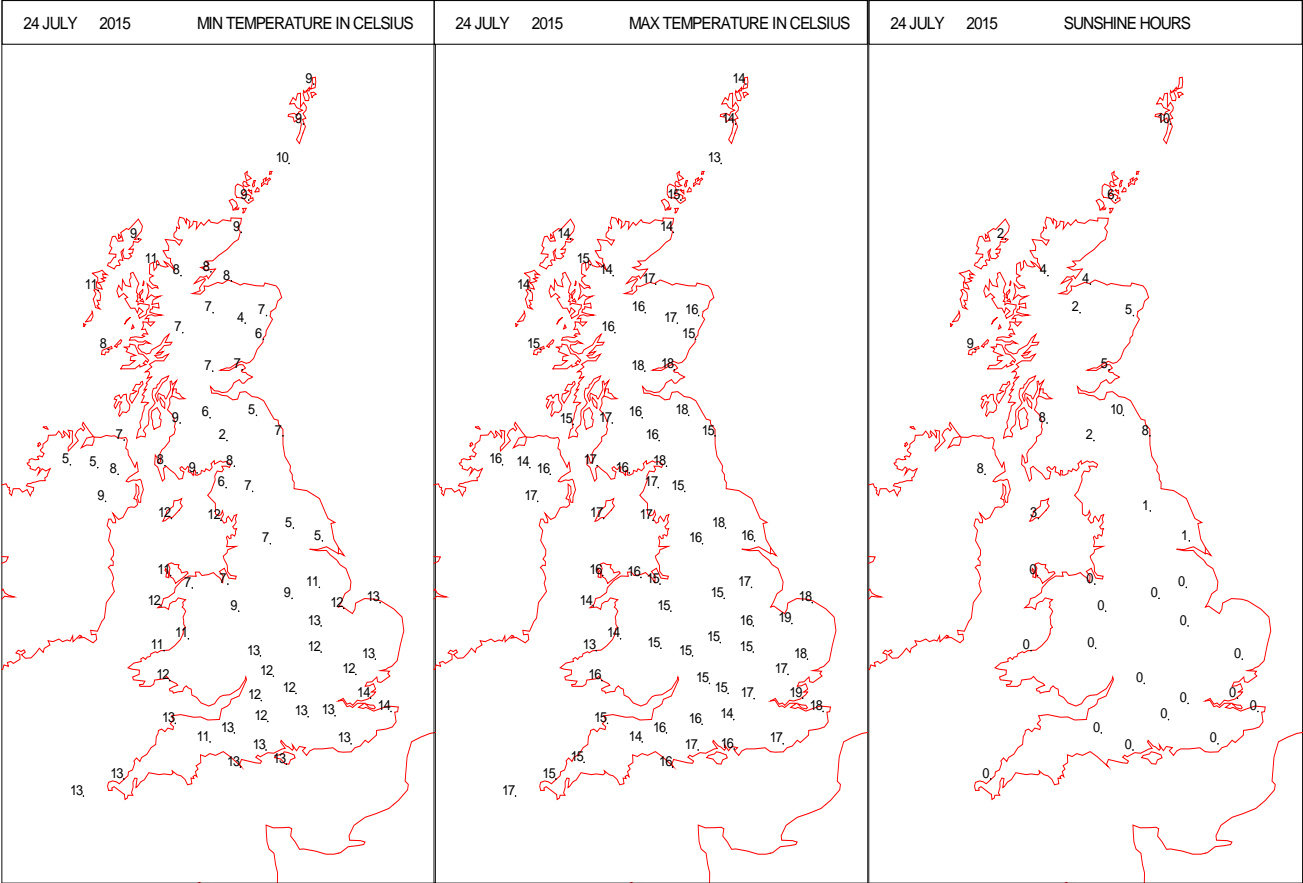 24 JULY 2015 MIN TEMPERATURE IN CELSIUS
9.
9.
10.
9.
9.
9.
11.
8. 8. 8.
11.
7. 7.
4.
7. 6.
8.
7. 7.
9. 6. 5.
7. 2. 7.
5. 5. 8. 8. 9. 8.
6. 7.
9.
12. 12.
5.
7. 5.
11. 7. 7. 11.
9. 13.
12. 9. 12.
13.
11. 11. 12.
13. 13.
12. 12. 12.
12. 12. 14.
14.
13. 12. 13. 13.
11. 13. 13.
13. 13. 13.
13.
13.
24 JULY 2015 MAX TEMPERATURE IN CELSIUS
14.
14.
13.
15.
14.
14.
15.
14. 17.
14.
16. 16.
17.
16. 15.
15.
18. 18.
15. 17. 16. 18.
16. 15.
16. 14. 16. 17. 16. 18.
17. 15.
17.
17. 17.
18.
16. 16.
16. 16. 15. 17.
15. 18.
14. 15. 19.
16.
14. 15. 15.
13. 15. 18.
16. 15. 17.
15. 17. 19.
18.
15. 16. 14.
14. 16. 17.
17. 16.
15. 16.
15.
17.
24 JULY 2015 SUNSHINE HOURS
10.
6.
2.
4. 4.
2. 5.
9.
5.
8. 10.
2. 8.
8.
3. 1.
1.
0. 0. 0.
0. 0.
0.
0. 0. 0.
0.
0. 0. 0.
0.
0. 0. 0.
0.
0.